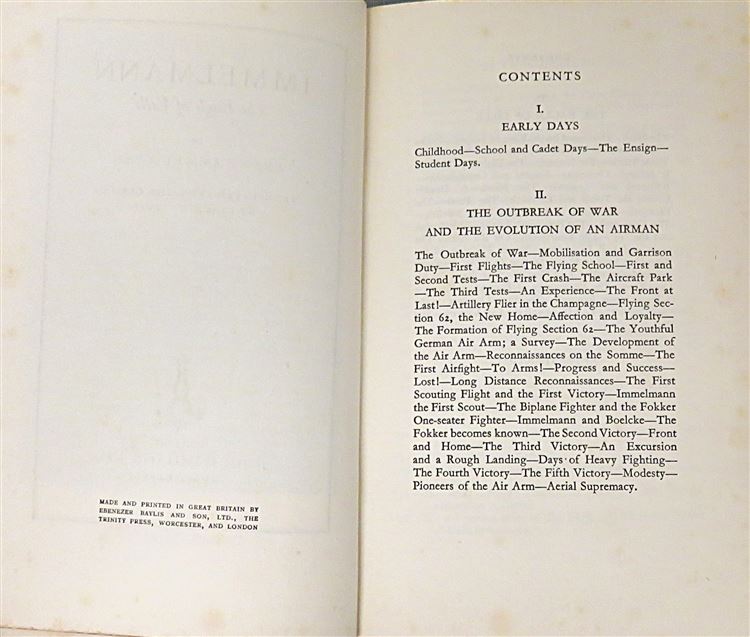 IMMELMANN
MADE AND PRINTED IN GREAT BRITAIN BY
EBENEZER BAYLIS AND SON, LTD., THE
TRINITY PRESS, WORCESTER, AND LONDON
CONTENTS
I.
EARLY DAYS
Childhood—School and Cadet Days—The Ensign—
Student Days.
II.
THE OUTBREAK OF WAR
AND THE EVOLUTION OF AN AIRMAN
The Outbreak of War—Mobilisation and Garrison
Duty—First Flights—The Flying School—First and
Second Tests—The First Crash—The Aircraft Park
—The Third Tests—An Experience—The Front at
Last!—Artillery Flier in the Champagne—Flying Sec-
tion 62, the New Home—Affection and Loyalty—
The Formation of Flying Section 62—The Youthful
German Air Arm; a Survey—The Development of
the Air Arm—Reconnaissances on the Somme—The
First Airfight—To Arms!—Progress and Success—
Lost!—Long Distance Reconnaissances—The First
Scouting Flight and the First Victory—Immelmann
the First Scout—The Biplane Fighter and the Fokker
One-seater Fighter—Immelmann and Boelcke—The
Fokker becomes known—The Second Victory—Front
and Home—The Third Victory—An Excursion
and a Rough Landing—Days of Heavy Fighting—
The Fourth Victory—The Fifth Victory—Modesty—
Pioneers of the Air Arm—Aerial Supremacy.